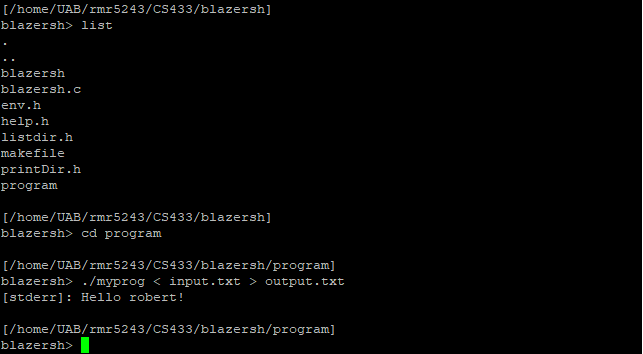 [/home/UAB/rmr5243/CS433/blazersh]
blazersh> list
.
..
blazersh
blazersh.c
env.h
help.h
listdir.h
makefile
printDir.h
program
[/home/UAB/rmr5243/CS433/blazersh]
blazersh> cd program
[/home/UAB/rmr5243/CS433/blazersh/program]
blazersh> ./myprog < input.txt > output.txt
[stderr]: Hello robert!
[/home/UAB/rmr5243/CS433/blazersh/program]
blazersh>